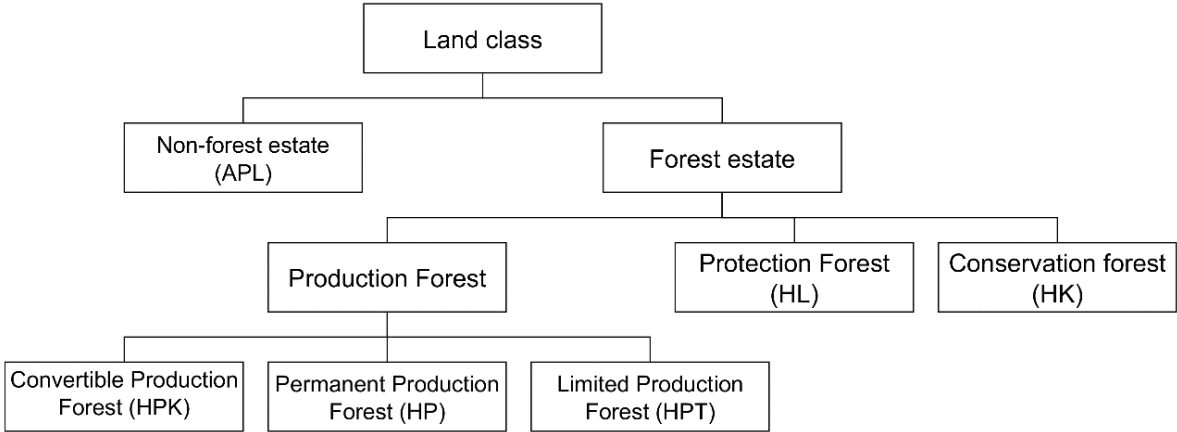 Land class
Non-forest estate
(APL)
Forest estate
Production Forest
Protection Forest
(HL)
Conservation forest
(HK)
Convertible Production
Forest (HPK)
Permanent Production
Forest (HP)
Limited Production
Forest (HPT)